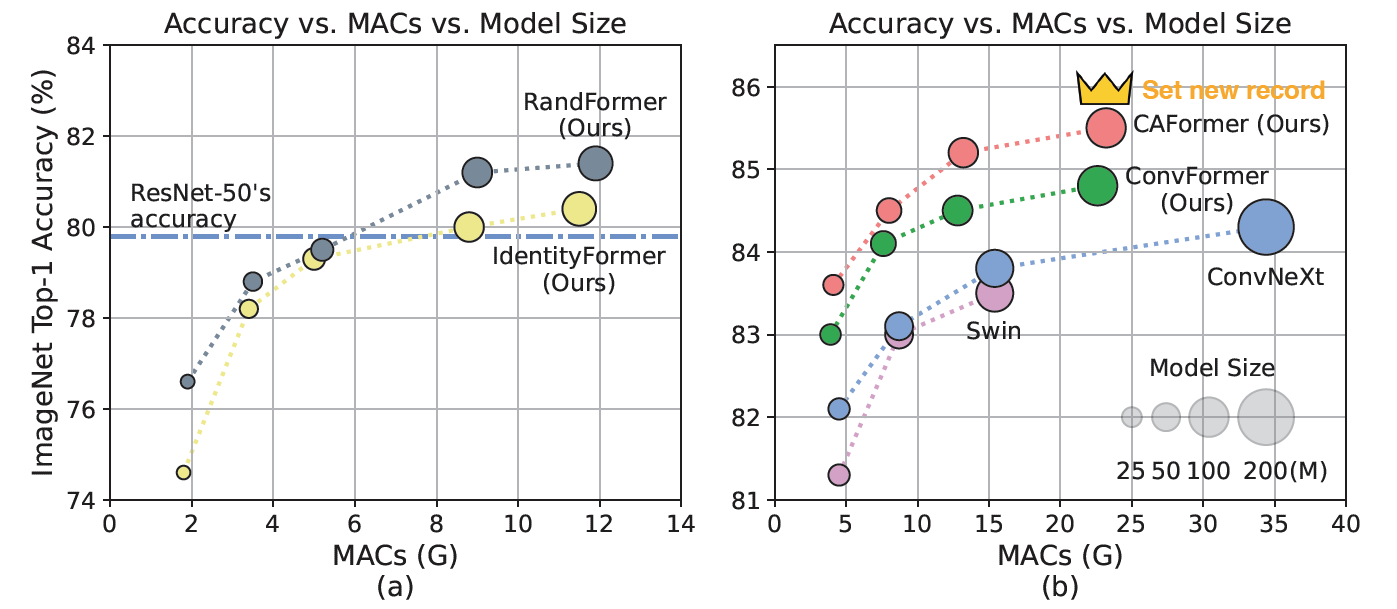 Accuracy vs. MACs vs. Model Size
ImageNet Top-1 Accuracy (%)
84
82
80
78
76
74
RandFormer
(Ours)
ResNet-50's
accuracy
IdentityFormer
(Ours)
0 2 4 6 8 10 12 14
MACs (G)
(a)
Accuracy vs. MACs vs. Model Size
86
85
84
83
82
81
Set new record
CAFormer (Ours)
ConvFormer
(Ours)
ConvNeXt
Swin
Model Size
25 50 100 200(M)
0 5 10 15 20 25 30 35 40
MACs (G)
(b)